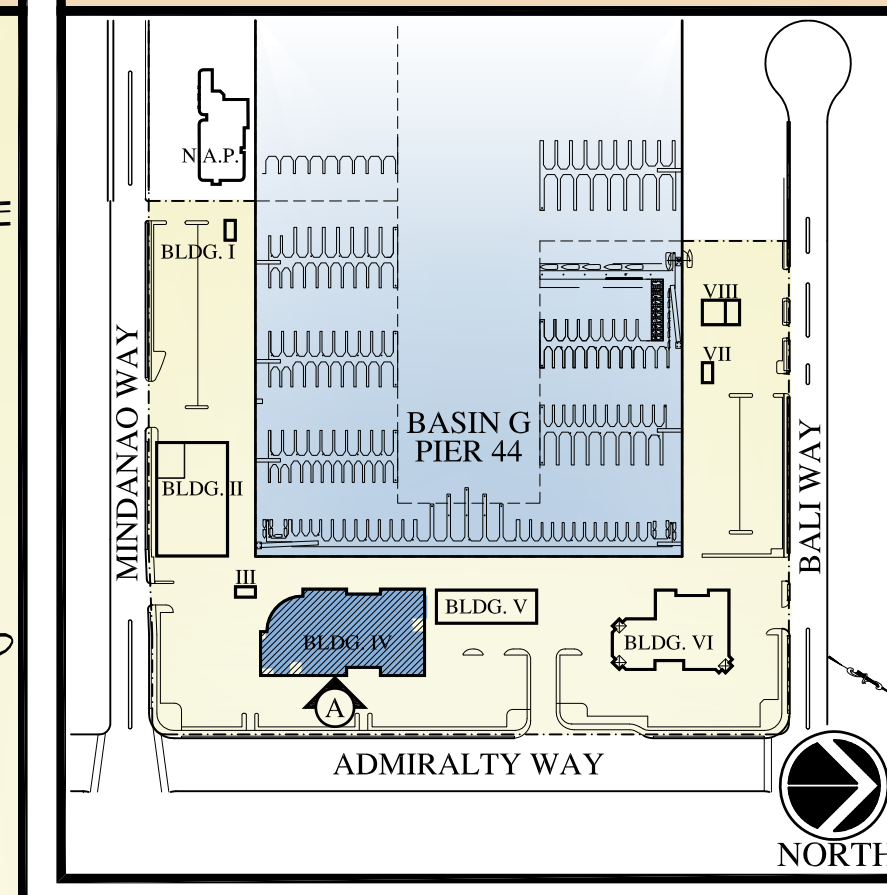 N.A.P.
BLDG. I
VIII
VII
MINDANAO WAY
BASIN G
PIER 44
BALI WAY
BLDG. II
III
BLDG. V
BLDG. IV
BLDG. VI
A
ADMIRALTY WAY
NORTH